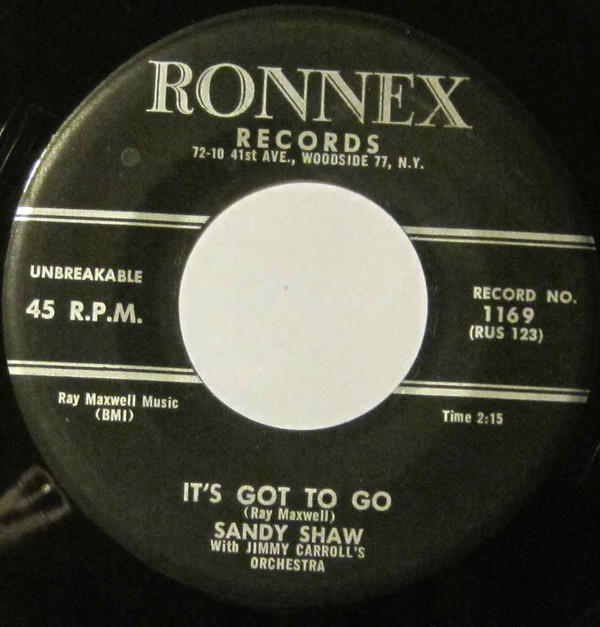 RONNEX
RECORDS
72-10 41st AVE., WOODSIDE 77, N.Y.
UNBREAKABLE
45 R.P.M.
RECORD NO.
1169
(RUS 123)
Ray Maxwell Music
(BMI)
Time 2:15
IT'S GOT TO GO
(Ray Maxwell)
SANDY SHAW
With JIMMY CARROLL'S
ORCHESTRA